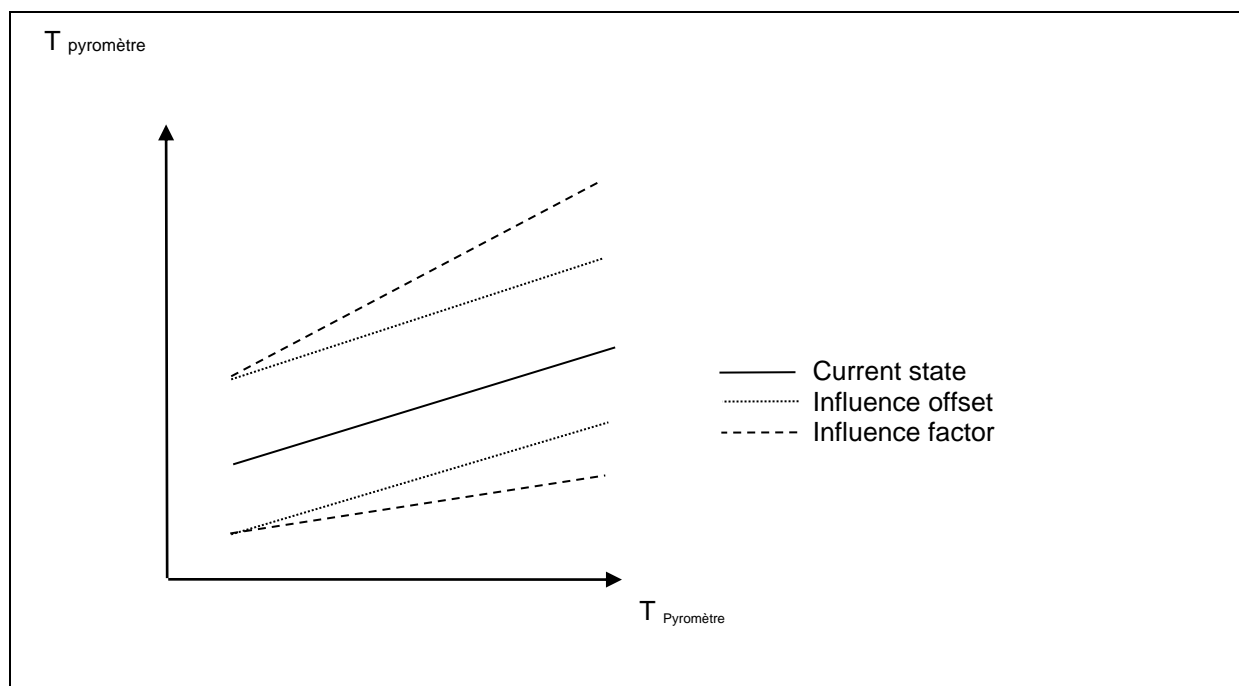 T pyromètre
Current state
Influence offset
Influence factor
T Pyromètre